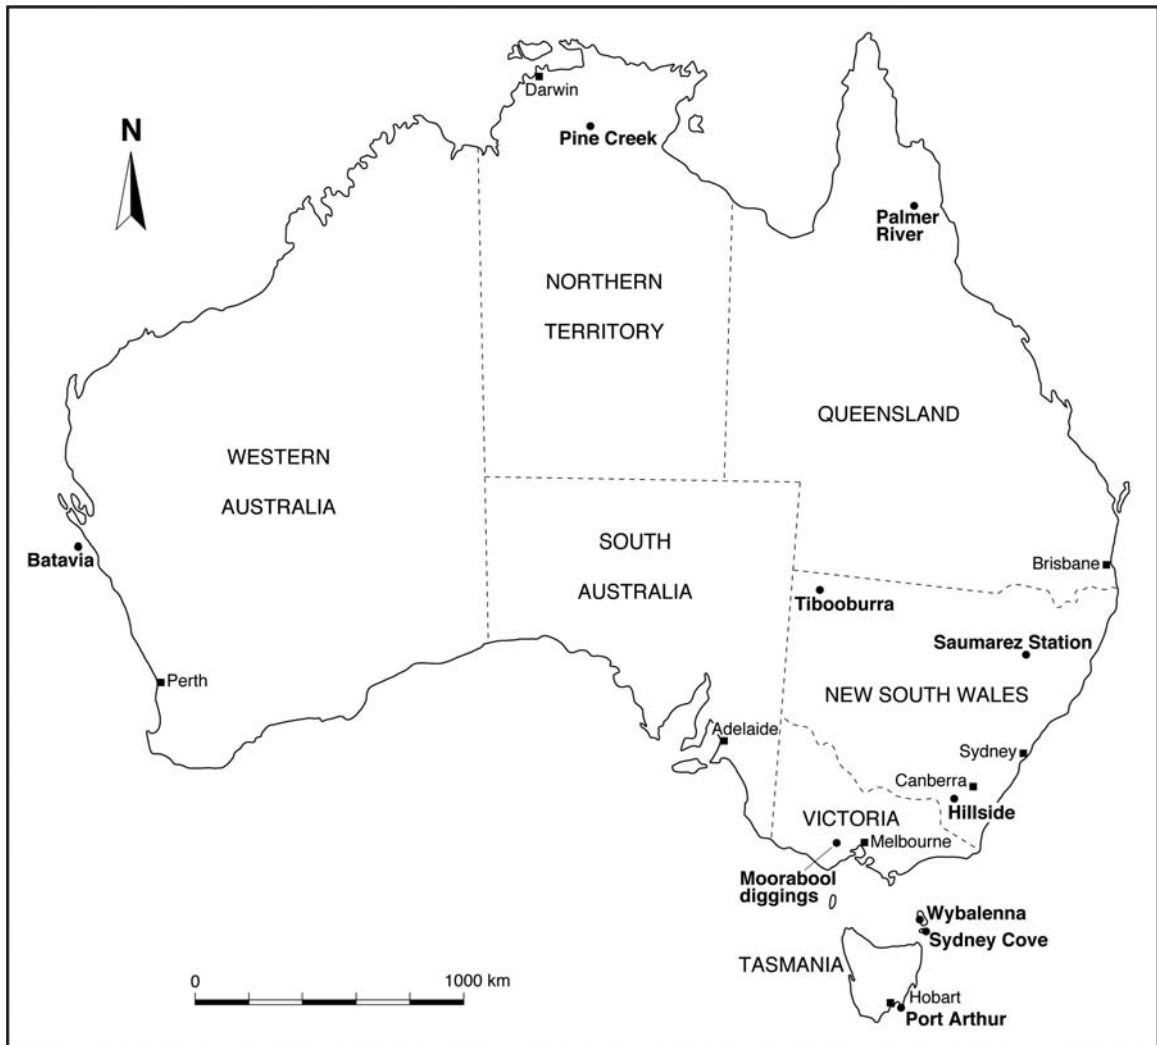 Darwin
N
Pine Creek
Palmer
River
NORTHERN
TERRITORY
QUEENSLAND
WESTERN
AUSTRALIA
SOUTH
AUSTRALIA
Batavia
Brisbane
Tibooburra
Saumarez Station
Perth
NEW SOUTH WALES
Adelaide
Sydney
Canberra
Hillside
VICTORIA
Melbourne
Moorabool
diggings
Wybalenna
Sydney Cove
TASMANIA
0 1000 km
Hobart
Port Arthur